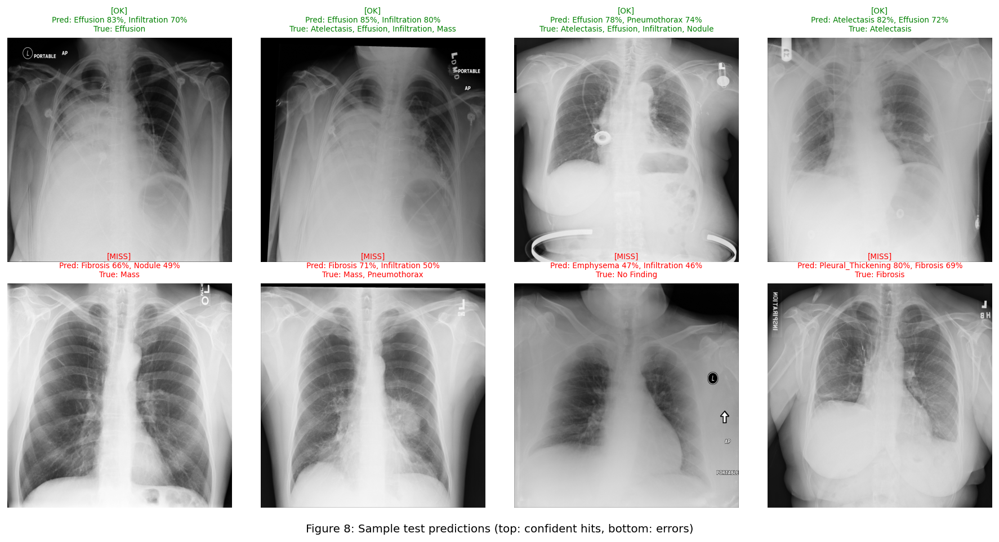 [OK]
Pred: Effusion 83%, Infiltration 70%
True: Effusion
[OK]
Pred: Effusion 85%, Infiltration 80%
True: Atelectasis, Effusion, Infiltration, Mass
[OK]
Pred: Effusion 78%, Pneumothorax 74%
True: Atelectasis, Effusion, Infiltration, Nodule
[OK]
Pred: Atelectasis 82%, Effusion 72%
True: Atelectasis
L PORTABLE AP
L
D
M
D
PORTABLE
AP
[MISS]
Pred: Fibrosis 66%, Nodule 49%
True: Mass
[MISS]
Pred: Fibrosis 71%, Infiltration 50%
True: Mass, Pneumothorax
[MISS]
Pred: Emphysema 47%, Infiltration 46%
True: No Finding
[MISS]
Pred: Pleural_Thickening 80%, Fibrosis 69%
True: Fibrosis
L
L
L
AP
PORTABLE
INSPIRATION
L
H B
Figure 8: Sample test predictions (top: confident hits, bottom: errors)